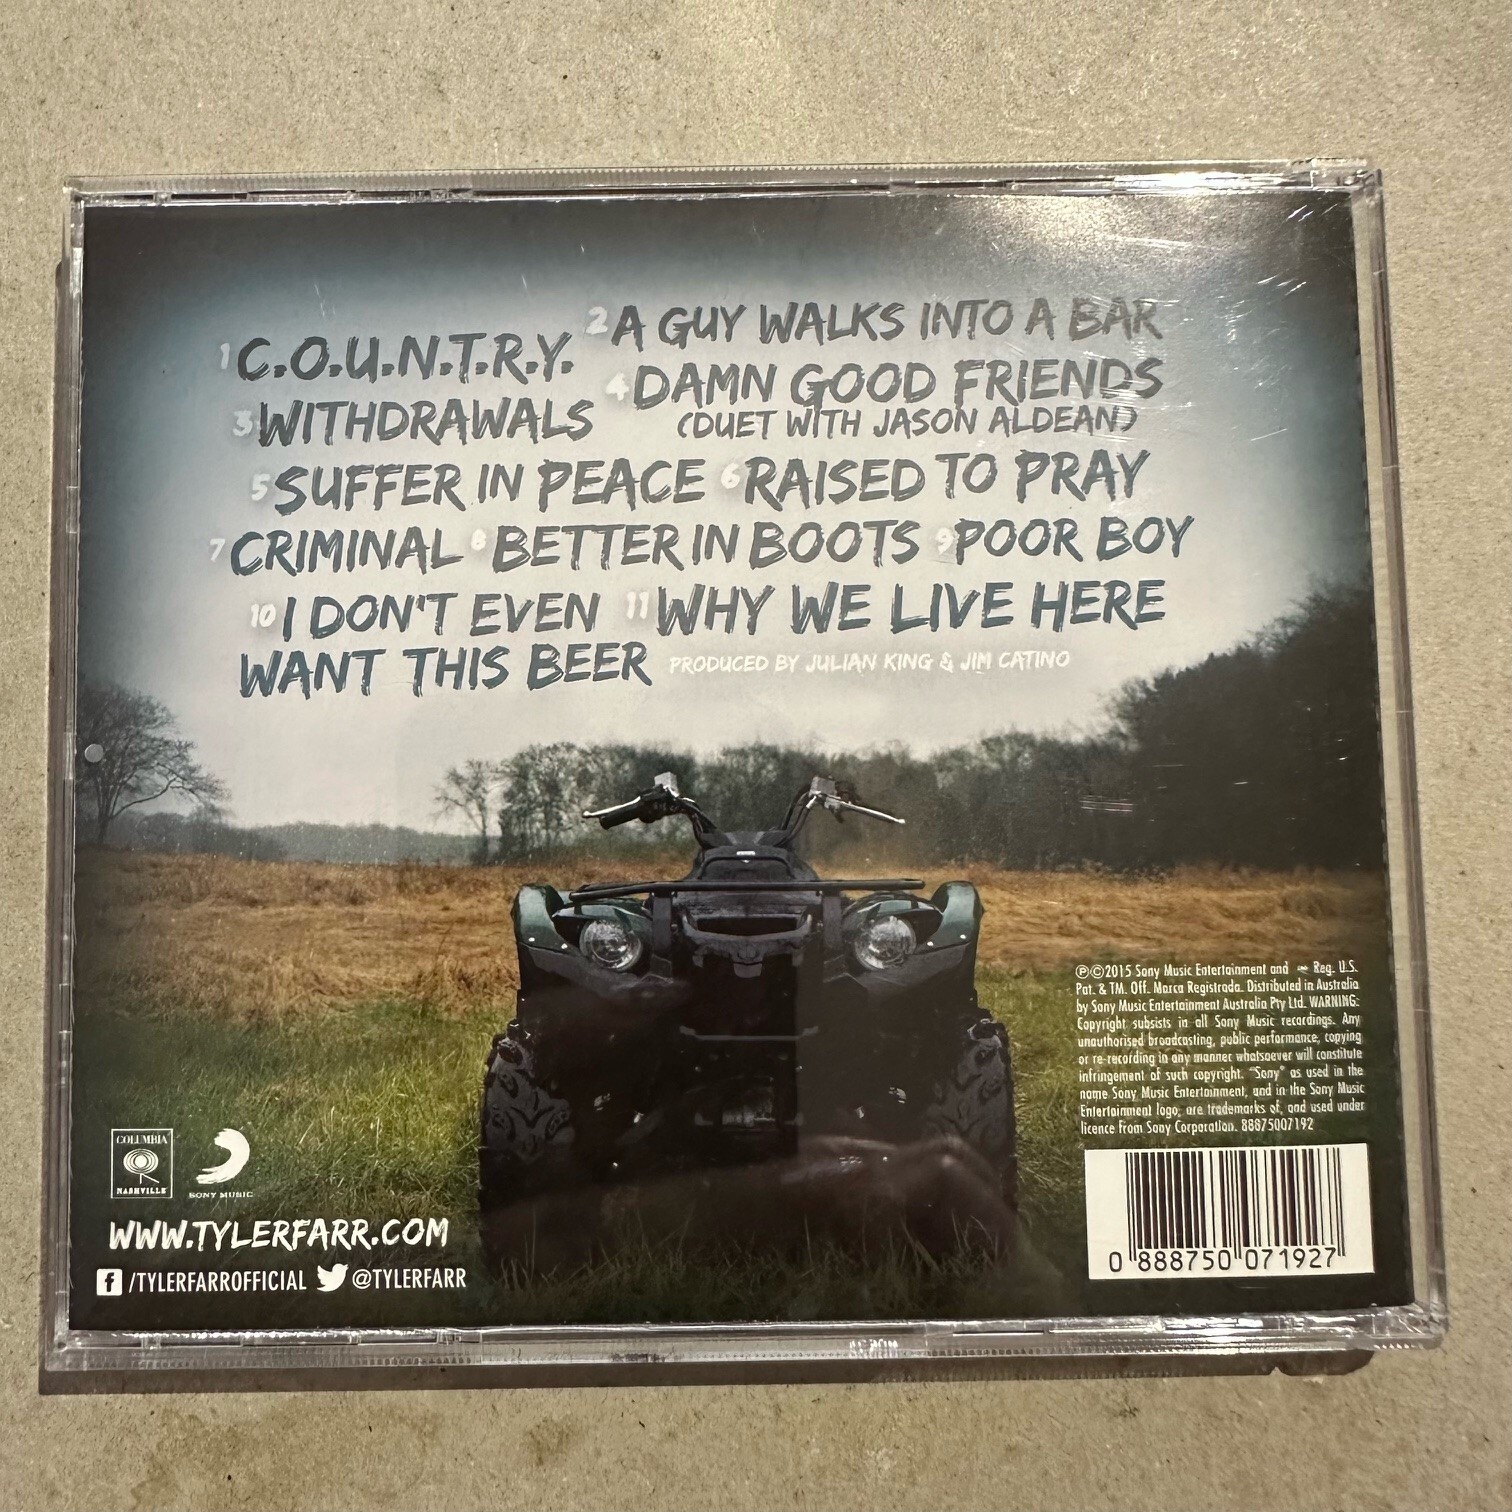 1 C.O.U.N.T.R.Y.
2 A GUY WALKS INTO A BAR
3 WITHDRAWALS
4 DAMN GOOD FRIENDS
(DUET WITH JASON ALDEAN)
5 SUFFER IN PEACE 6 RAISED TO PRAY
7 CRIMINAL 8 BETTER IN BOOTS 9 POOR BOY
10 I DON'T EVEN
WANT THIS BEER
11 WHY WE LIVE HERE
PRODUCED BY JULIAN KING & JIM CATINO
℗©2015 Sony Music Entertainment and Reg. U.S.
Pat. & TM. Off. Marca Registrada. Distributed in Australia
by Sony Music Entertainment Australia Pty Ltd. WARNING:
Copyright subsists in all Sony Music recordings. Any
unauthorised broadcasting, public performance, copying
or re-recording in any manner whatsoever will constitute
infringement of such copyright. "Sony" as used in the
name Sony Music Entertainment, and in the Sony Music
Entertainment logo, are trademarks of, and used under
licence From Sony Corporation. 88875007192
COLUMBIA
NASHVILLE
SONY MUSIC
WWW.TYLERFARR.COM
f /TYLERFARROFFICIAL @TYLERFARR
0 888750 071927